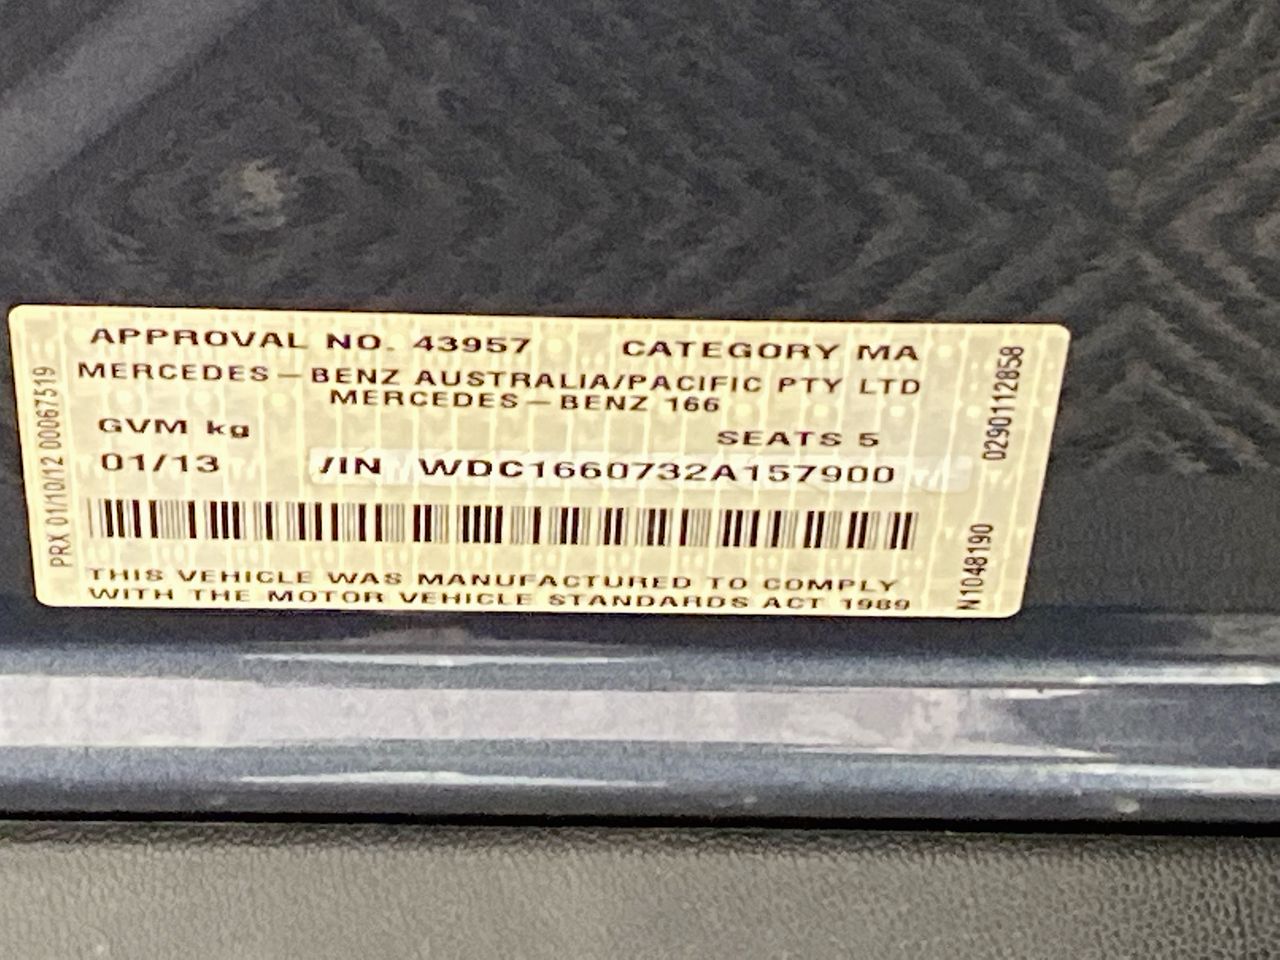 APPROVAL NO. 43957 CATEGORY MA
MERCEDES-BENZ AUSTRALIA/PACIFIC PTY LTD
MERCEDES-BENZ 166
GVM kg SEATS 5
01/13 VIN WDC1660732A157900
THIS VEHICLE WAS MANUFACTURED TO COMPLY
WITH THE MOTOR VEHICLE STANDARDS ACT 1989
PRX 01/10/12 00067519
0290112858
N1048190